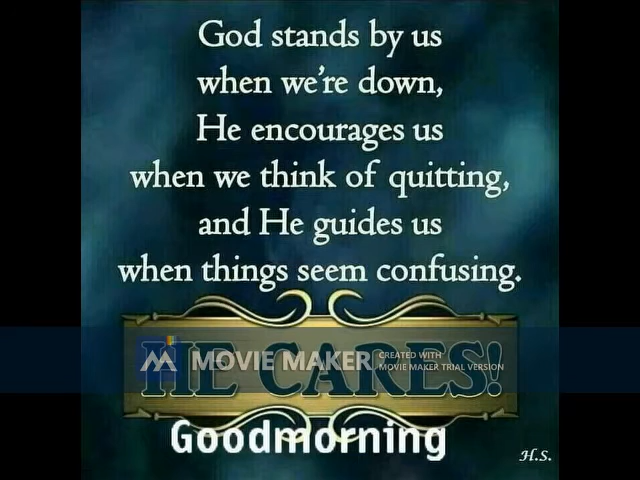 God stands by us
when we're down,
He encourages us
when we think of quitting,
and He guides us
when things seem confusing.
HE CARES!
MOVIE MAKER
CREATED WITH
MOVIE MAKER TRIAL VERSION
Goodmorning
H.S.